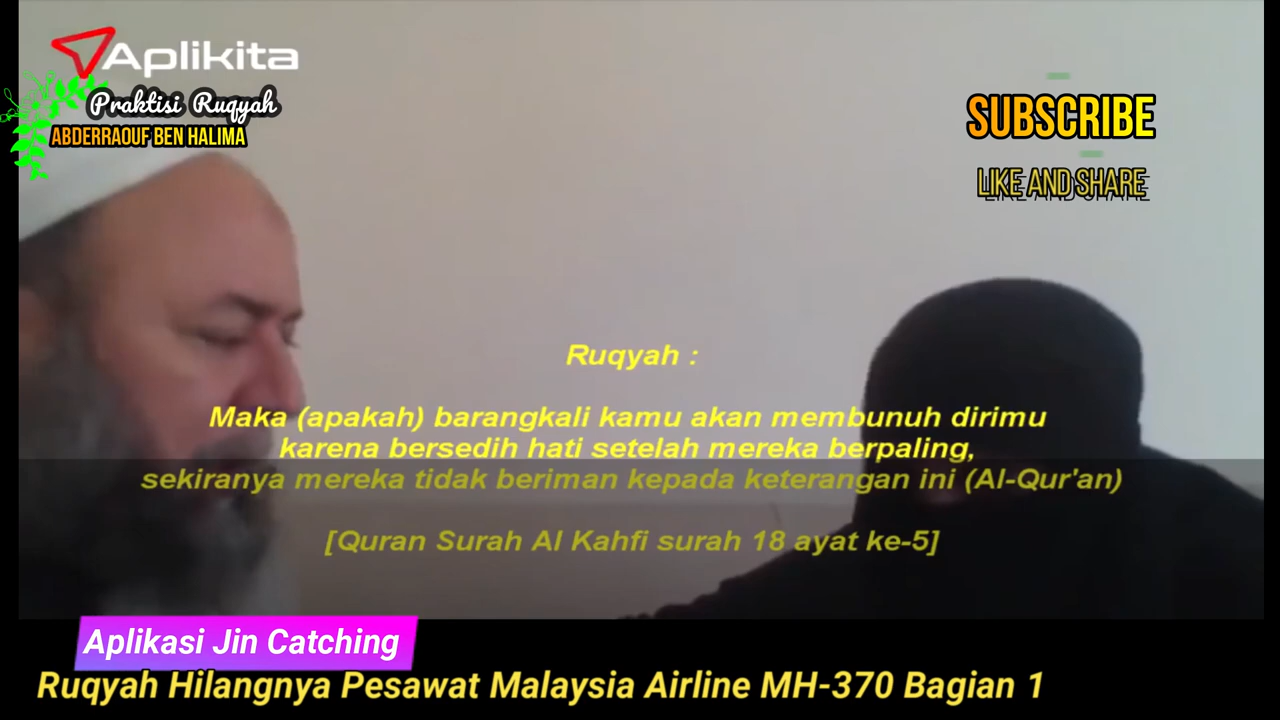 Aplikita
Praktisi Ruqyah
ABDERRAOUF BEN HALIMA
SUBSCRIBE
LIKE AND SHARE
Ruqyah :
Maka (apakah) barangkali kamu akan membunuh dirimu
karena bersedih hati setelah mereka berpaling,
sekiranya mereka tidak beriman kepada keterangan ini (Al-Qur'an)
[Quran Surah Al Kahfi surah 18 ayat ke-5]
Aplikasi Jin Catching
Ruqyah Hilangnya Pesawat Malaysia Airline MH-370 Bagian 1